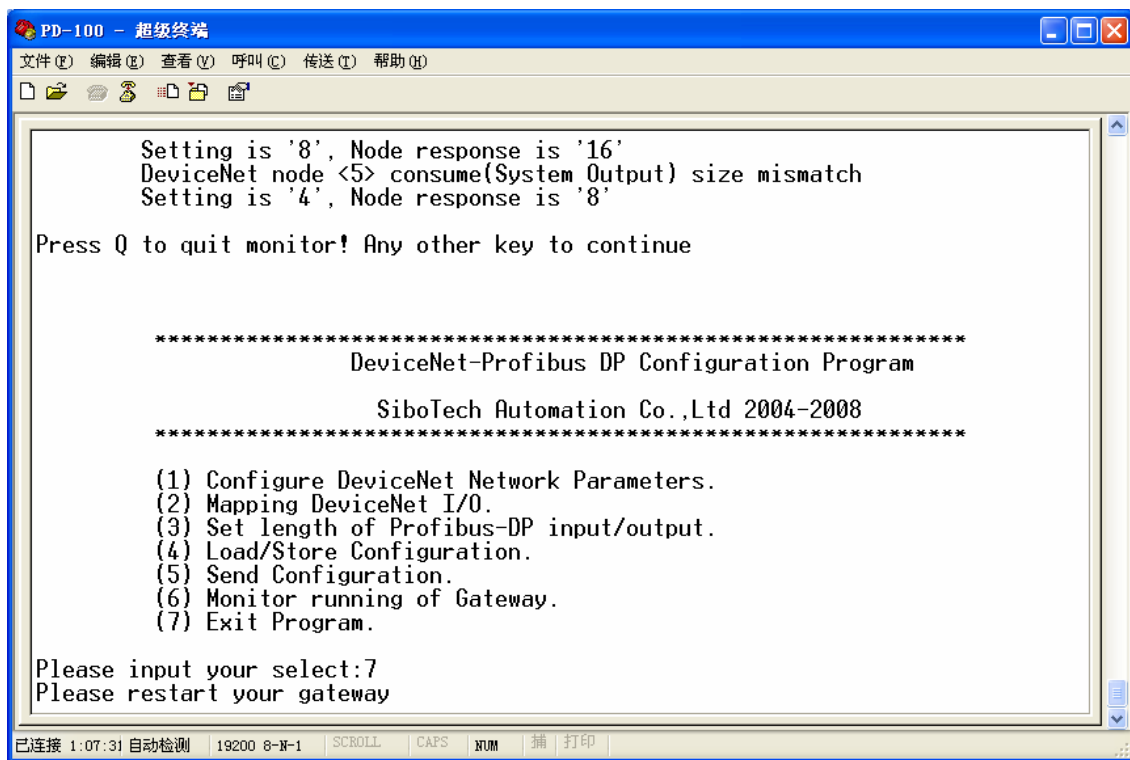 PD-100 - 超级终端
文件(F) 编辑(E) 查看(V) 呼叫(C) 传送(T) 帮助(H)
Setting is '8', Node response is '16'
DeviceNet node <5> consume(System Output) size mismatch
Setting is '4', Node response is '8'
Press Q to quit monitor! Any other key to continue
**************************************************************
DeviceNet-Profibus DP Configuration Program
SiboTech Automation Co.,Ltd 2004-2008
**************************************************************
(1) Configure DeviceNet Network Parameters.
(2) Mapping DeviceNet I/O.
(3) Set length of Profibus-DP input/output.
(4) Load/Store Configuration.
(5) Send Configuration.
(6) Monitor running of Gateway.
(7) Exit Program.
Please input your select:7
Please restart your gateway
已连接 1:07:31 自动检测 19200 8-N-1 SCROLL CAPS NUM 捕 打印